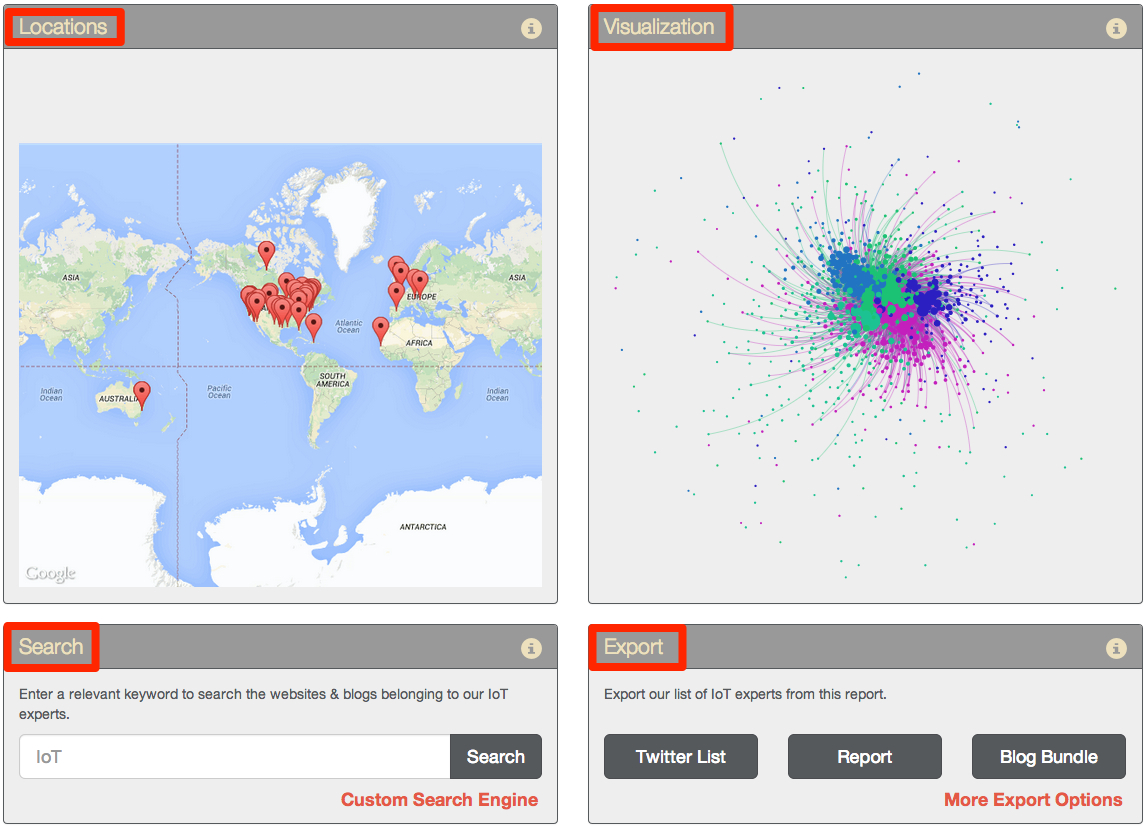 Locations
i
Visualization
i
ASIA
EUROPE
ASIA
Atlantic
Ocean
AFRICA
SOUTH
AMERICA
Indian
Ocean
AUSTRALIA
Pacific
Ocean
Indian
Ocean
ANTARCTICA
Google
Search
i
Enter a relevant keyword to search the websites & blogs belonging to our IoT
experts.
IoT
Search
Custom Search Engine
Export
i
Export our list of IoT experts from this report.
Twitter List
Report
Blog Bundle
More Export Options